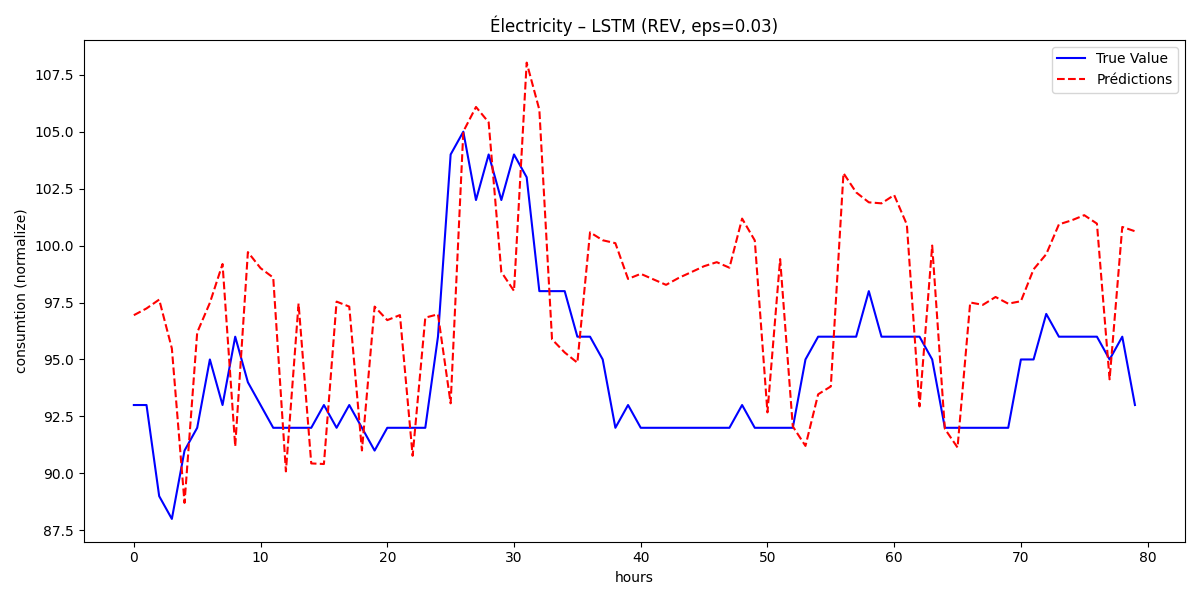 Électricity – LSTM (REV, eps=0.03)
True Value
Prédictions
consumtion (normalize)
107.5
105.0
102.5
100.0
97.5
95.0
92.5
90.0
87.5
0 10 20 30 40 50 60 70 80
hours